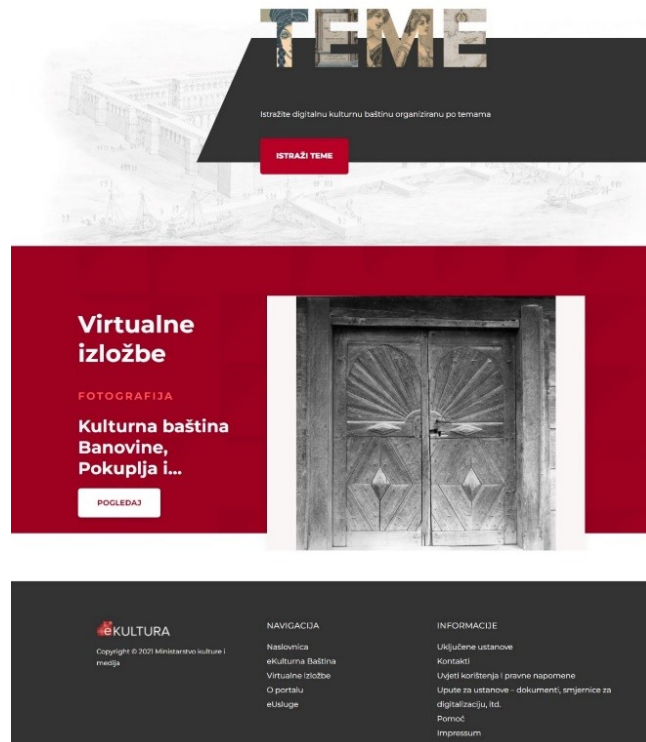 TEME
Istražite digitalnu kulturnu baštinu organiziranu po temama
ISTRAŽI TEME
Virtualne
izložbe
FOTOGRAFIJA
Kulturna baština
Banovine,
Pokuplja i...
POGLEDAJ
eKULTURA
Copyright © 2021 Ministarstvo kulture i
medija
NAVIGACIJA
Naslovnica
eKulturna Baština
Virtualne izložbe
O portalu
eUsluge
INFORMACIJE
Uključene ustanove
Kontakti
Uvjeti korištenja i pravne napomene
Upute za ustanove – dokumenti, smjernice za
digitalizaciju, itd.
Pomoć
Impressum